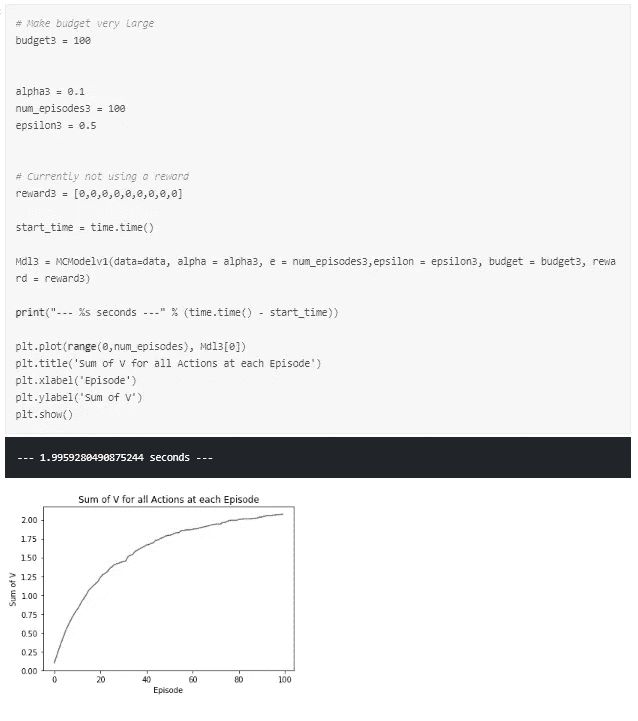 # Make budget very large
budget3 = 100
alpha3 = 0.1
num_episodes3 = 100
epsilon3 = 0.5
# Currently not using a reward
reward3 = [0,0,0,0,0,0,0,0,0]
start_time = time.time()
Mdl3 = MCModelv1(data=data, alpha = alpha3, e = num_episodes3,epsilon = epsilon3, budget = budget3, rewa
rd = reward3)
print("--- %s seconds ---" % (time.time() - start_time))
plt.plot(range(0,num_episodes), Mdl3[0])
plt.title('Sum of V for all Actions at each Episode')
plt.xlabel('Episode')
plt.ylabel('Sum of V')
plt.show()
--- 1.9959280490875244 seconds ---
Sum of V for all Actions at each Episode
2.00
1.75
1.50
1.25
1.00
0.75
0.50
0.25
0.00
Sum of V
0 20 40 60 80 100
Episode